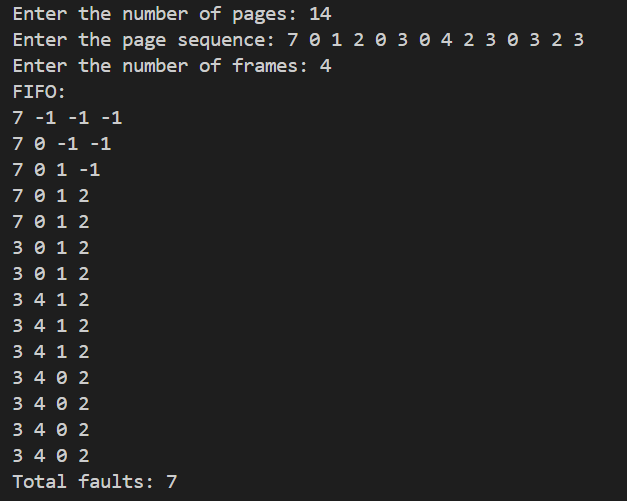 Enter the number of pages: 14
Enter the page sequence: 7 0 1 2 0 3 0 4 2 3 0 3 2 3
Enter the number of frames: 4
FIFO:
7 -1 -1 -1
7 0 -1 -1
7 0 1 -1
7 0 1 2
7 0 1 2
3 0 1 2
3 0 1 2
3 4 1 2
3 4 1 2
3 4 1 2
3 4 0 2
3 4 0 2
3 4 0 2
3 4 0 2
Total faults: 7